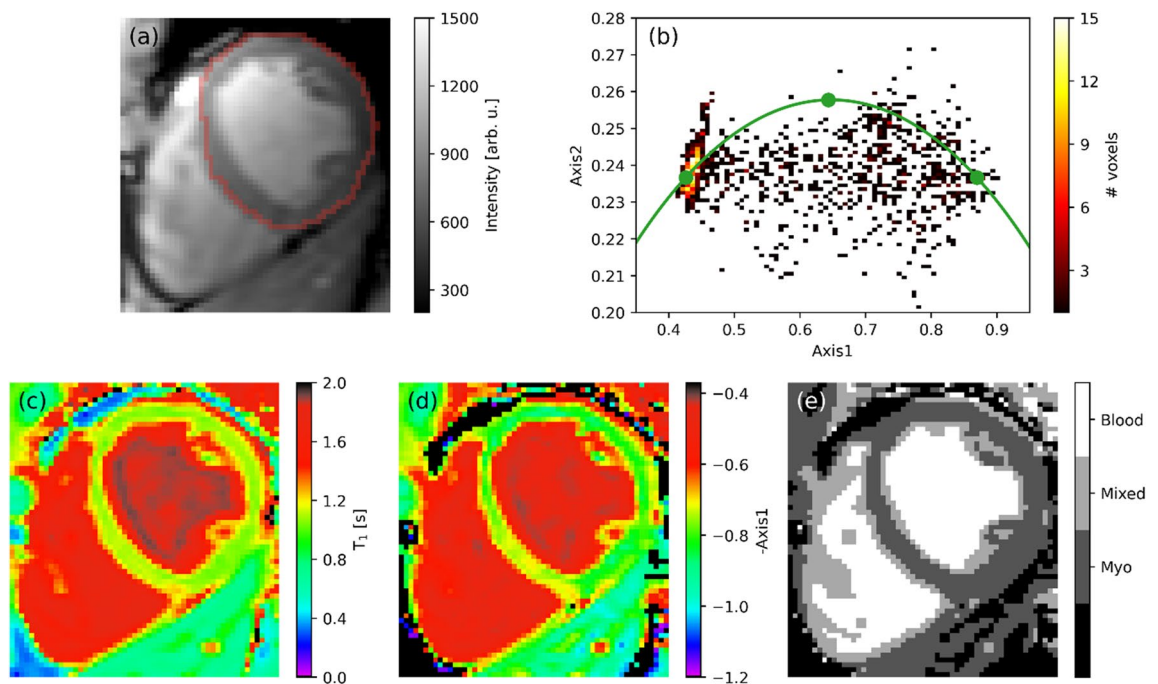 (a)
1500
1200
900
600
300
Intensity [arb. u.]
(b)
0.28
0.27
0.26
0.25
0.24
0.23
0.22
0.21
0.20
Axis2
0.4 0.5 0.6 0.7 0.8 0.9
Axis1
15
12
9
6
3
# voxels
(c)
2.0
1.6
1.2
0.8
0.4
0.0
T₁ [s]
(d)
−0.4
−0.6
−0.8
−1.0
−1.2
-Axis1
(e)
Blood
Mixed
Myo